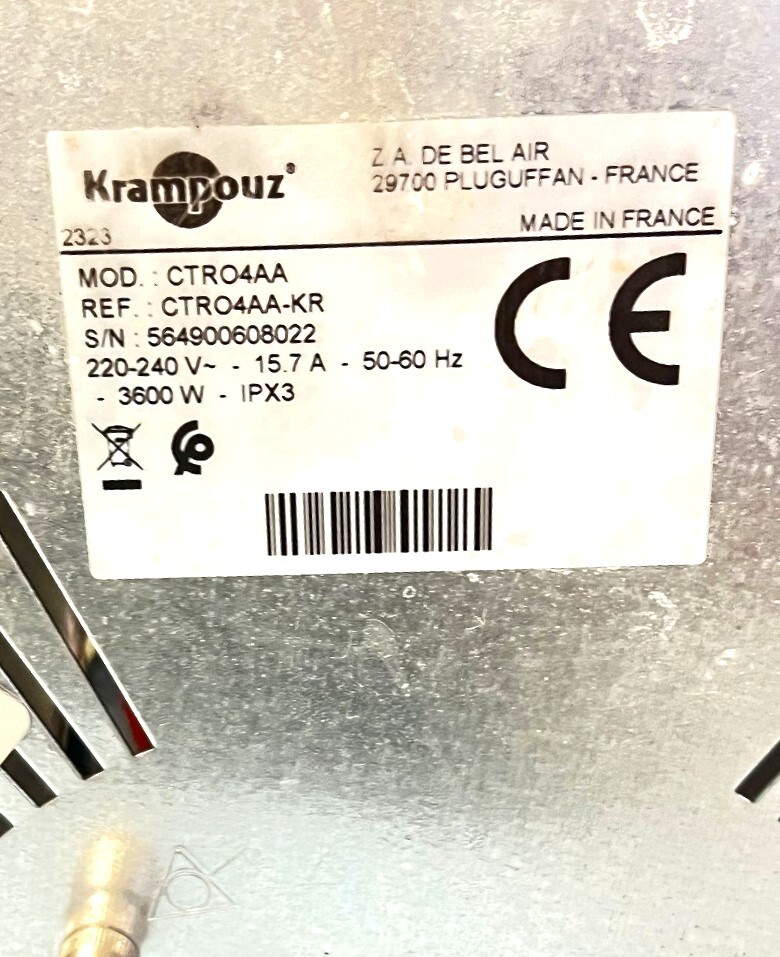 Krampouz®
Z.A. DE BEL AIR
29700 PLUGUFFAN - FRANCE
2323
MADE IN FRANCE
MOD. : CTRO4AA
REF. : CTRO4AA-KR
S/N : 564900608022
220-240 V~ - 15.7 A - 50-60 Hz
- 3600 W - IPX3
CE